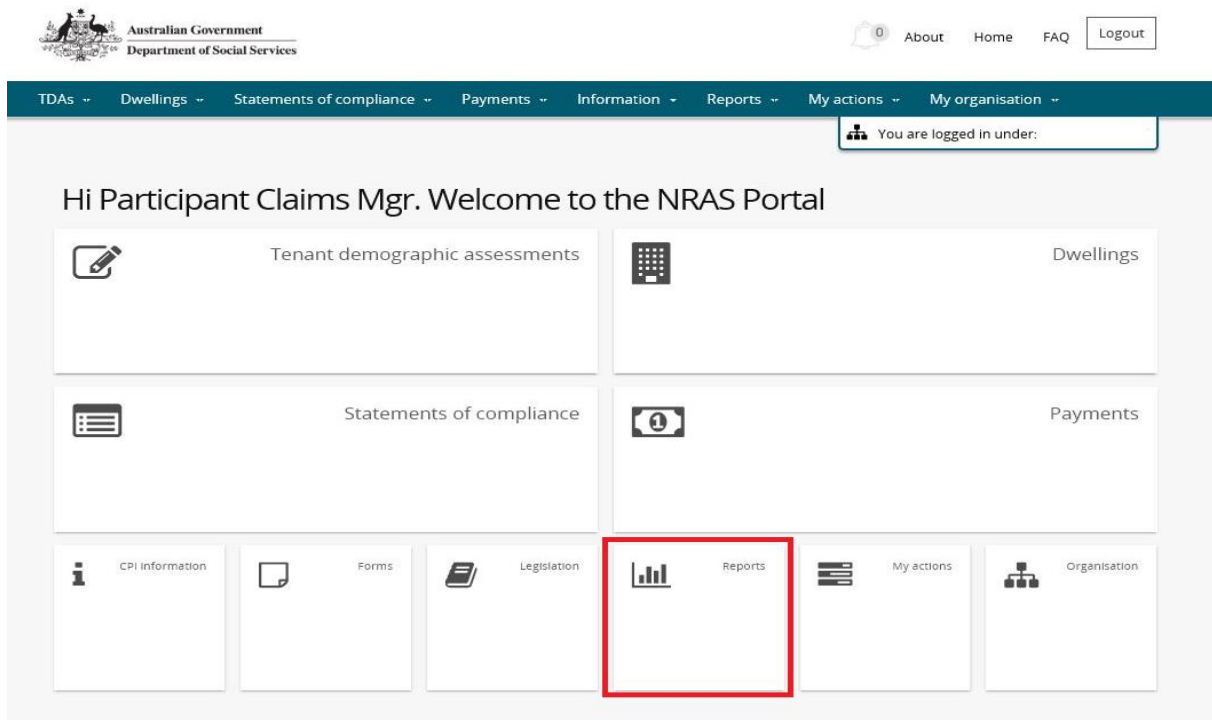 Australian Government
Department of Social Services
0 About Home FAQ Logout
TDAs Dwellings Statements of compliance Payments Information Reports My actions My organisation
You are logged in under:
Hi Participant Claims Mgr. Welcome to the NRAS Portal
Tenant demographic assessments
Dwellings
Statements of compliance
1 Payments
CPI Information
Forms
Legislation
Reports
My actions
Organisation